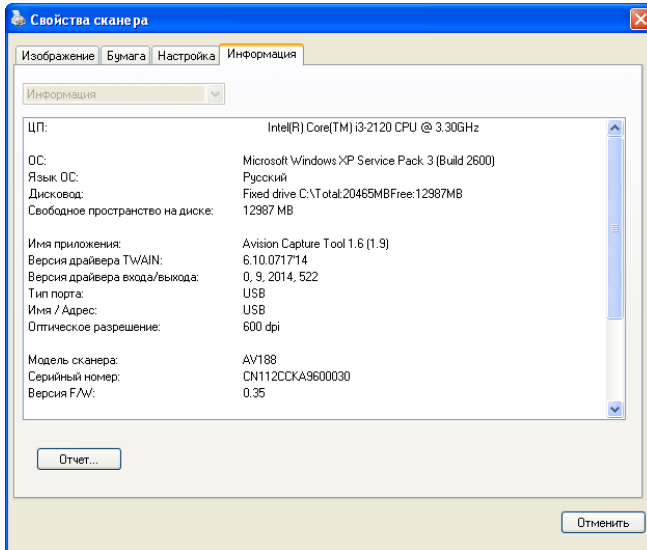 Свойства сканера
Изображение Бумага Настройка Информация
Информация
ЦП: Intel(R) Core(TM) i3-2120 CPU @ 3.30GHz
ОС: Microsoft Windows XP Service Pack 3 (Build 2600)
Язык ОС: Русский
Дисковод: Fixed drive C:\Total:20465MBFree:12987MB
Свободное пространство на диске: 12987 MB
Имя приложения: Avision Capture Tool 1.6 (1.9)
Версия драйвера TWAIN: 6.10.0717'14
Версия драйвера входа/выхода: 0, 9, 2014, 522
Тип порта: USB
Имя / Адрес: USB
Оптическое разрешение: 600 dpi
Модель сканера: AV188
Серийный номер: CN112CCKA9600030
Версия F/W: 0.35
Отчет...
Отменить